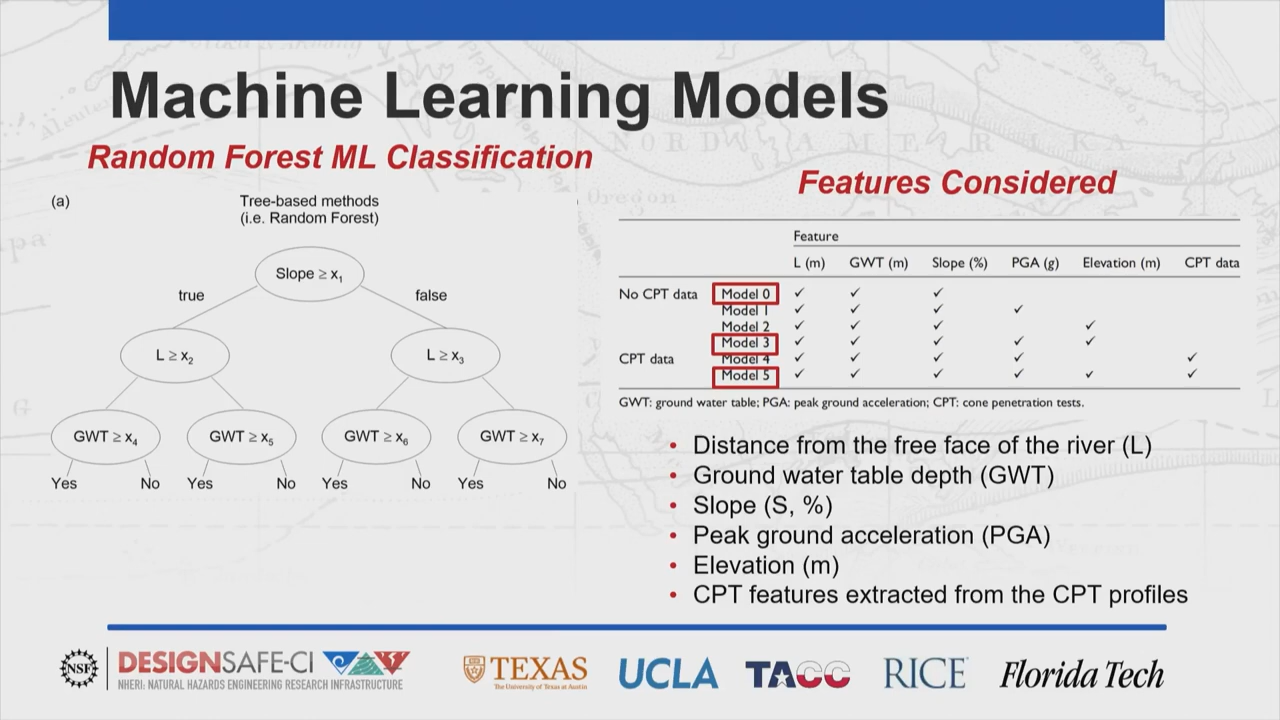 Machine Learning Models
Random Forest ML Classification
(a)
Tree-based methods
(i.e. Random Forest)
Slope ≥ x₁
true
false
L ≥ x₂
L ≥ x₃
GWT ≥ x₄
GWT ≥ x₅
GWT ≥ x₆
GWT ≥ x₇
Yes No Yes No Yes No Yes No
Features Considered
Feature
L (m) GWT (m) Slope (%) PGA (g) Elevation (m) CPT data
No CPT data Model 0 ✓ ✓ ✓
Model 1 ✓ ✓ ✓ ✓
Model 2 ✓ ✓ ✓ ✓
Model 3 ✓ ✓ ✓ ✓ ✓
CPT data Model 4 ✓ ✓ ✓ ✓ ✓
Model 5 ✓ ✓ ✓ ✓ ✓ ✓
GWT: ground water table; PGA: peak ground acceleration; CPT: cone penetration tests.
• Distance from the free face of the river (L)
• Ground water table depth (GWT)
• Slope (S, %)
• Peak ground acceleration (PGA)
• Elevation (m)
• CPT features extracted from the CPT profiles
NSF
DESIGNSAFE-CI
NHERI: NATURAL HAZARDS ENGINEERING RESEARCH INFRASTRUCTURE
TEXAS
The University of Texas at Austin
UCLA
TACC
RICE
Florida Tech